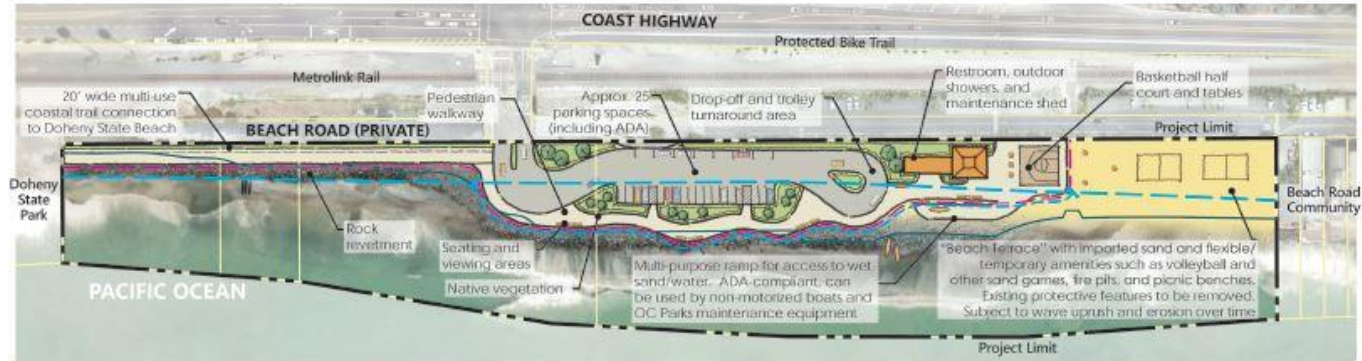 COAST HIGHWAY
Protected Bike Trail
Metrolink Rail
20' wide multi-use
coastal trail connection
to Doheny State Beach
BEACH ROAD (PRIVATE)
Pedestrian
walkway
Approx. 25
parking spaces
(including ADA)
Drop-off and trolley
turnaround area
Restroom, outdoor
showers, and
maintenance shed
Basketball half
court and tables
Project Limit
Doheny
State
Park
Beach Road
Community
Rock
revetment
Seating and
viewing areas
Native vegetation
Multi-purpose ramp for access to wet
sand/water. ADA-compliant, can
be used by non-motorized boats and
OC Parks maintenance equipment
"Beach Terrace" with imported sand and flexible/
temporary amenities such as volleyball and
other sand games, fire pits, and picnic benches.
Existing protective features to be removed.
Subject to wave uprush and erosion over time
PACIFIC OCEAN
Project Limit